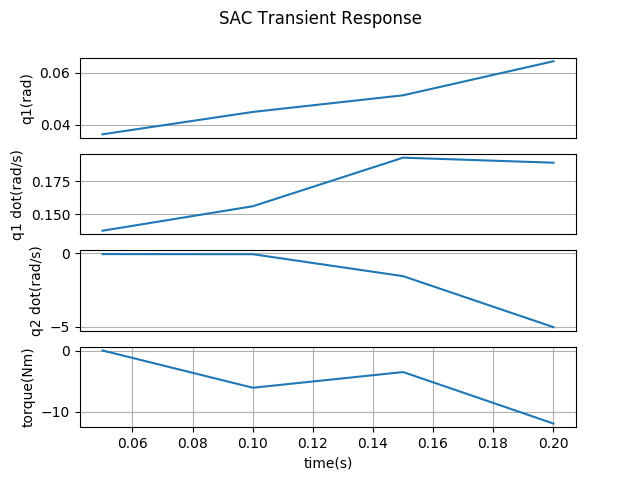 SAC Transient Response
q1(rad)
0.06
0.04
q1 dot(rad/s)
0.175
0.150
q2 dot(rad/s)
0
−5
torque(Nm)
0
−10
0.06 0.08 0.10 0.12 0.14 0.16 0.18 0.20
time(s)